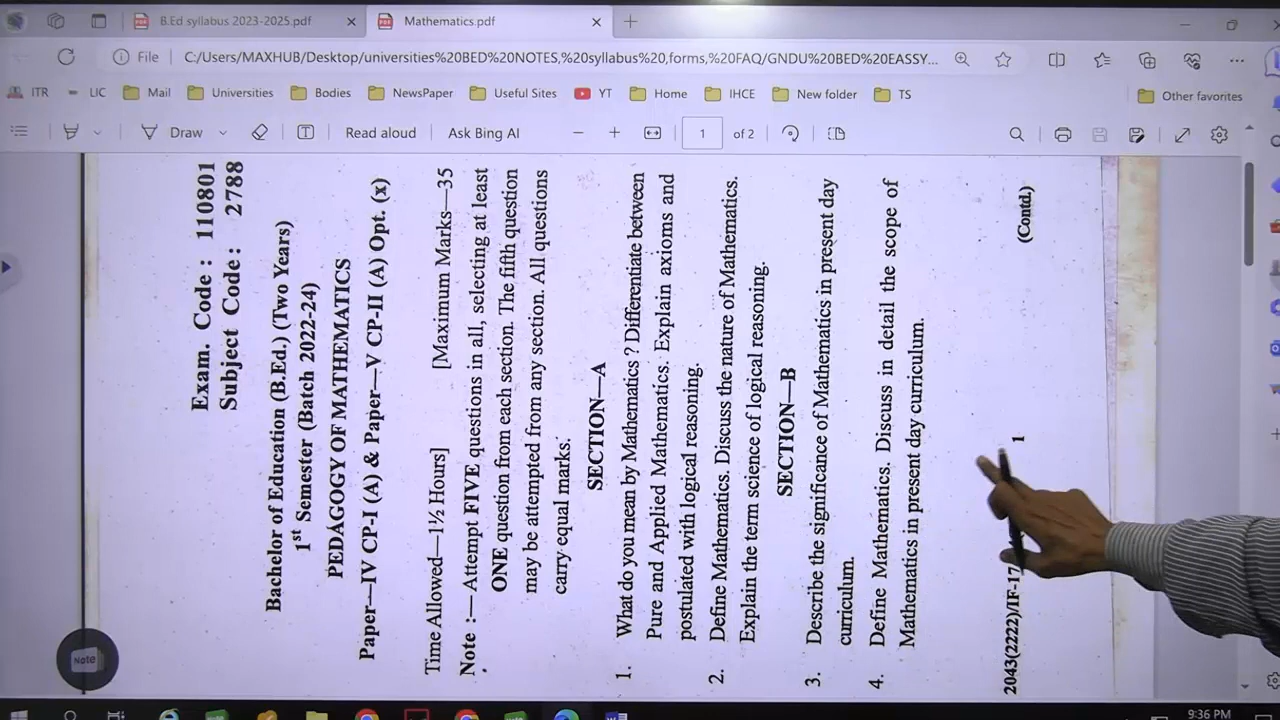 B.Ed syllabus 2023-2025.pdf
Mathematics.pdf
File
C:/Users/MAXHUB/Desktop/universities%20BED%20NOTES,%20syllabus%20,forms,%20FAQ/GNDU%20BED%20EASSY...
ITR
LIC
Mail
Universities
Bodies
NewsPaper
Useful Sites
YT
Home
IHCE
New folder
TS
Other favorites
Draw
Read aloud
Ask Bing AI
1 of 2
Exam. Code : 110801
Subject Code : 2788
Bachelor of Education (B.Ed.) (Two Years)
1st Semester (Batch 2022-24)
PEDAGOGY OF MATHEMATICS
Paper—IV CP-I (A) & Paper—V CP-II (A) Opt. (x)
Time Allowed—1½ Hours] [Maximum Marks—35
Note :— Attempt FIVE questions in all, selecting at least
ONE question from each section. The fifth question
may be attempted from any section. All questions
carry equal marks.
SECTION—A
1. What do you mean by Mathematics ? Differentiate between
Pure and Applied Mathematics. Explain axioms and
postulated with logical reasoning.
2. Define Mathematics. Discuss the nature of Mathematics.
Explain the term science of logical reasoning.
SECTION—B
3. Describe the significance of Mathematics in present day
curriculum.
4. Define Mathematics. Discuss in detail the scope of
Mathematics in present day curriculum.
2043(2222)/IF-17 1 (Contd.)
Note
9:36 PM